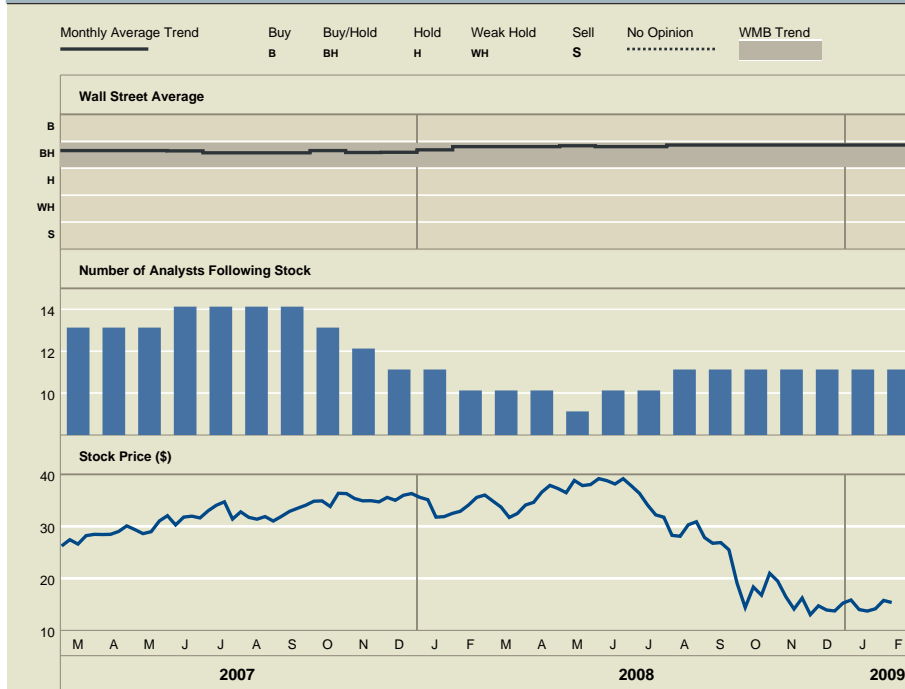 Monthly Average Trend Buy Buy/Hold Hold Weak Hold Sell No Opinion WMB Trend
B BH H WH S
Wall Street Average
B
BH
H
WH
S
Number of Analysts Following Stock
14
12
10
Stock Price ($)
40
30
20
10
M A M J J A S O N D J F M A M J J A S O N D J F
2007 2008 2009